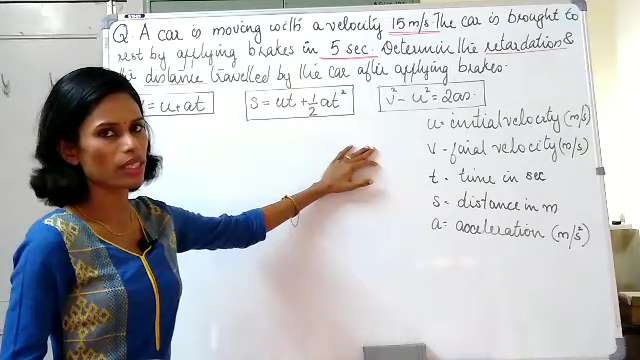 Q. A car is moving with a velocity 15 m/s. The car is brought to
rest by applying brakes in 5 sec. Determine the retardation &
the distance travelled by the car after applying brakes.
v = u + at
s = ut + 1/2 at²
v² - u² = 2as
u = initial velocity (m/s)
v - fainl velocity (m/s)
t = time in sec
s = distance in m
a = acceleration (m/s²)